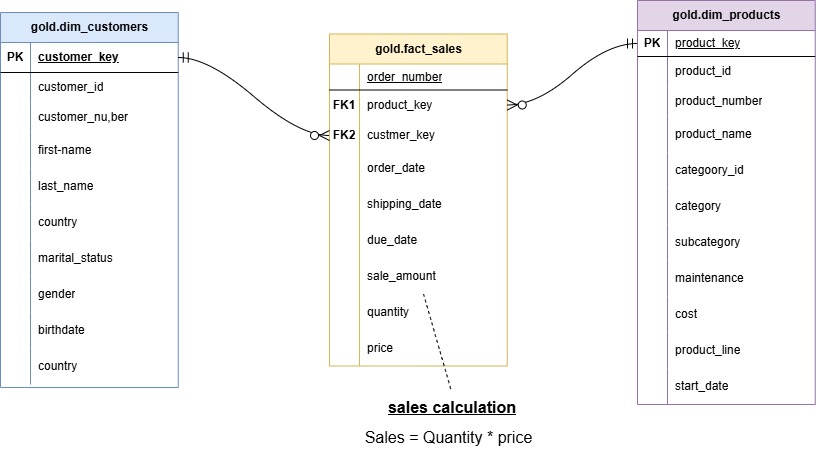 gold.dim_customers
PK customer_key
customer_id
customer_nu,ber
first-name
last_name
country
marital_status
gender
birthdate
country
gold.fact_sales
order_number
FK1 product_key
FK2 custmer_key
order_date
shipping_date
due_date
sale_amount
quantity
price
sales calculation
Sales = Quantity * price
gold.dim_products
PK product_key
product_id
product_number
product_name
categoory_id
category
subcategory
maintenance
cost
product_line
start_date